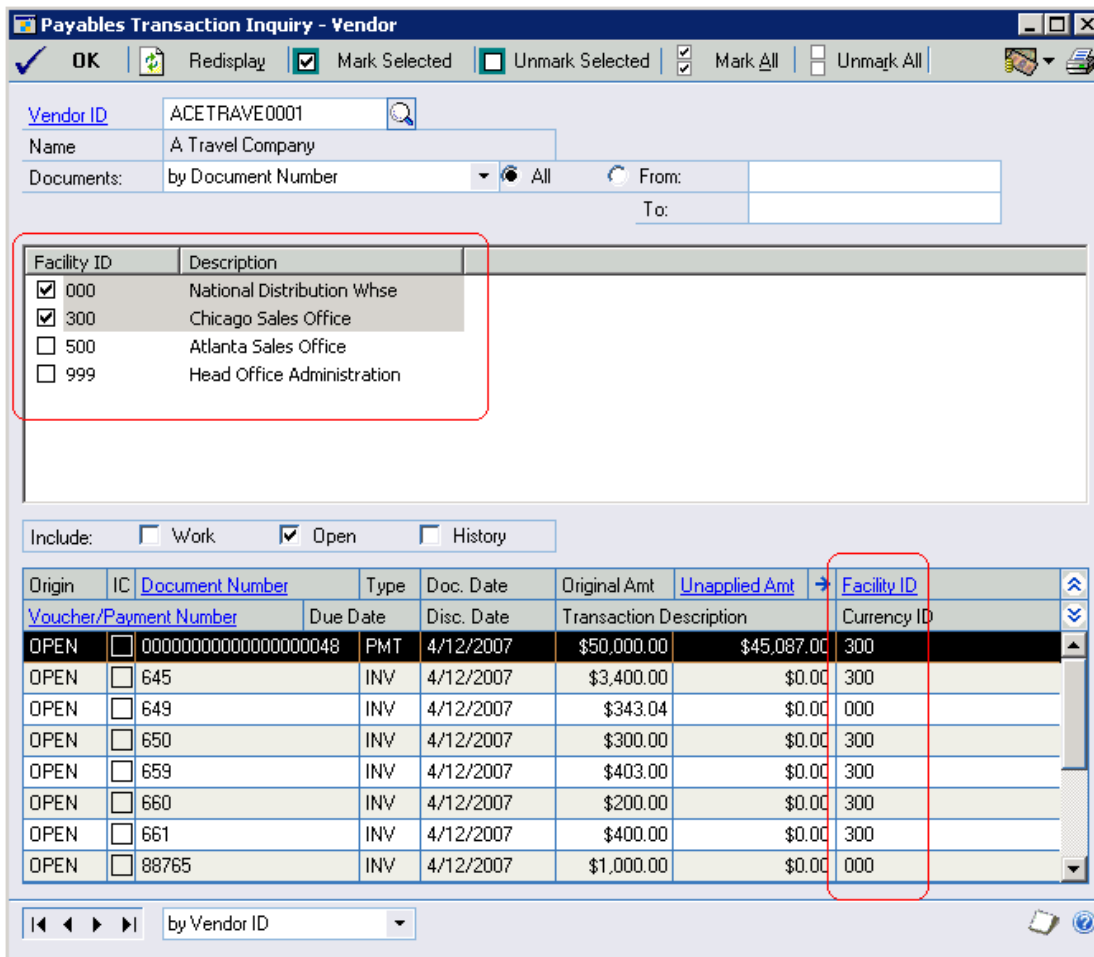 Payables Transaction Inquiry - Vendor
OK Redisplay Mark Selected Unmark Selected Mark All Unmark All
Vendor ID ACETRAVE0001
Name A Travel Company
Documents: by Document Number All From:
To:
Facility ID Description
000 National Distribution Whse
300 Chicago Sales Office
500 Atlanta Sales Office
999 Head Office Administration
Include: Work Open History
Origin IC Document Number Type Doc. Date Original Amt Unapplied Amt Facility ID
Voucher/Payment Number Due Date Disc. Date Transaction Description Currency ID
OPEN 00000000000000000048 PMT 4/12/2007 $50,000.00 $45,087.00 300
OPEN 645 INV 4/12/2007 $3,400.00 $0.00 300
OPEN 649 INV 4/12/2007 $343.04 $0.00 000
OPEN 650 INV 4/12/2007 $300.00 $0.00 300
OPEN 659 INV 4/12/2007 $403.00 $0.00 300
OPEN 660 INV 4/12/2007 $200.00 $0.00 300
OPEN 661 INV 4/12/2007 $400.00 $0.00 300
OPEN 88765 INV 4/12/2007 $1,000.00 $0.00 000
by Vendor ID